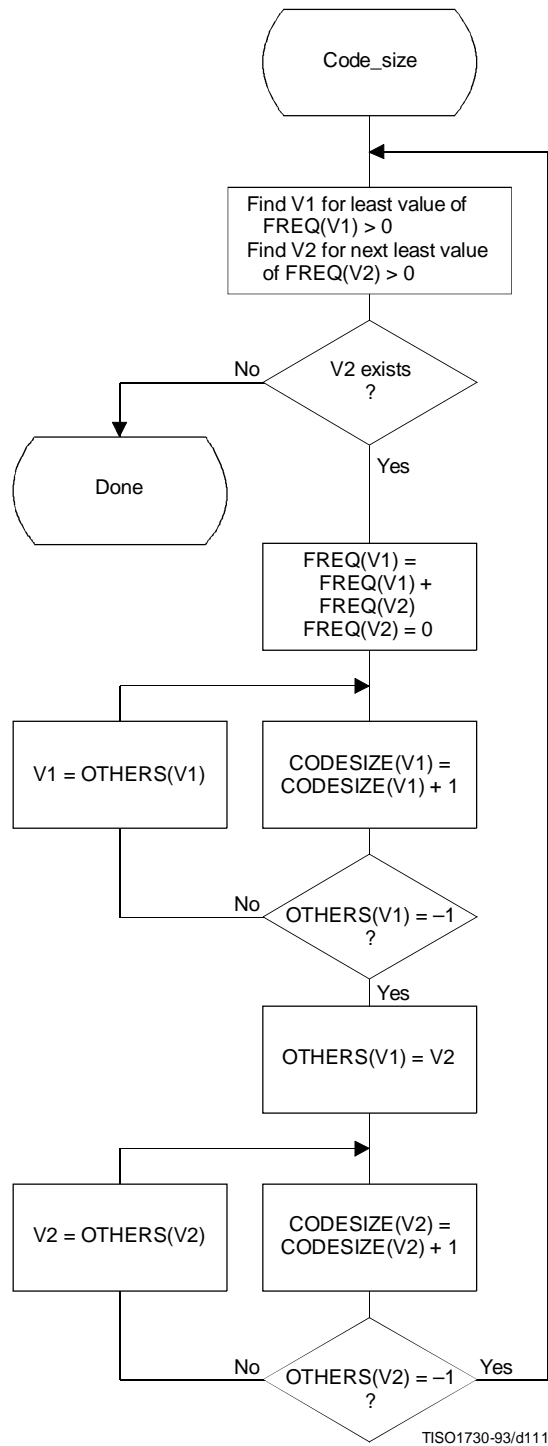 Code_size
Find V1 for least value of
FREQ(V1) > 0
Find V2 for next least value
of FREQ(V2) > 0
No
V2 exists
?
Done
Yes
FREQ(V1) =
FREQ(V1) +
FREQ(V2)
FREQ(V2) = 0
V1 = OTHERS(V1)
CODESIZE(V1) =
CODESIZE(V1) + 1
No
OTHERS(V1) = –1
?
Yes
OTHERS(V1) = V2
V2 = OTHERS(V2)
CODESIZE(V2) =
CODESIZE(V2) + 1
No
OTHERS(V2) = –1
?
Yes
TISO1730-93/d111